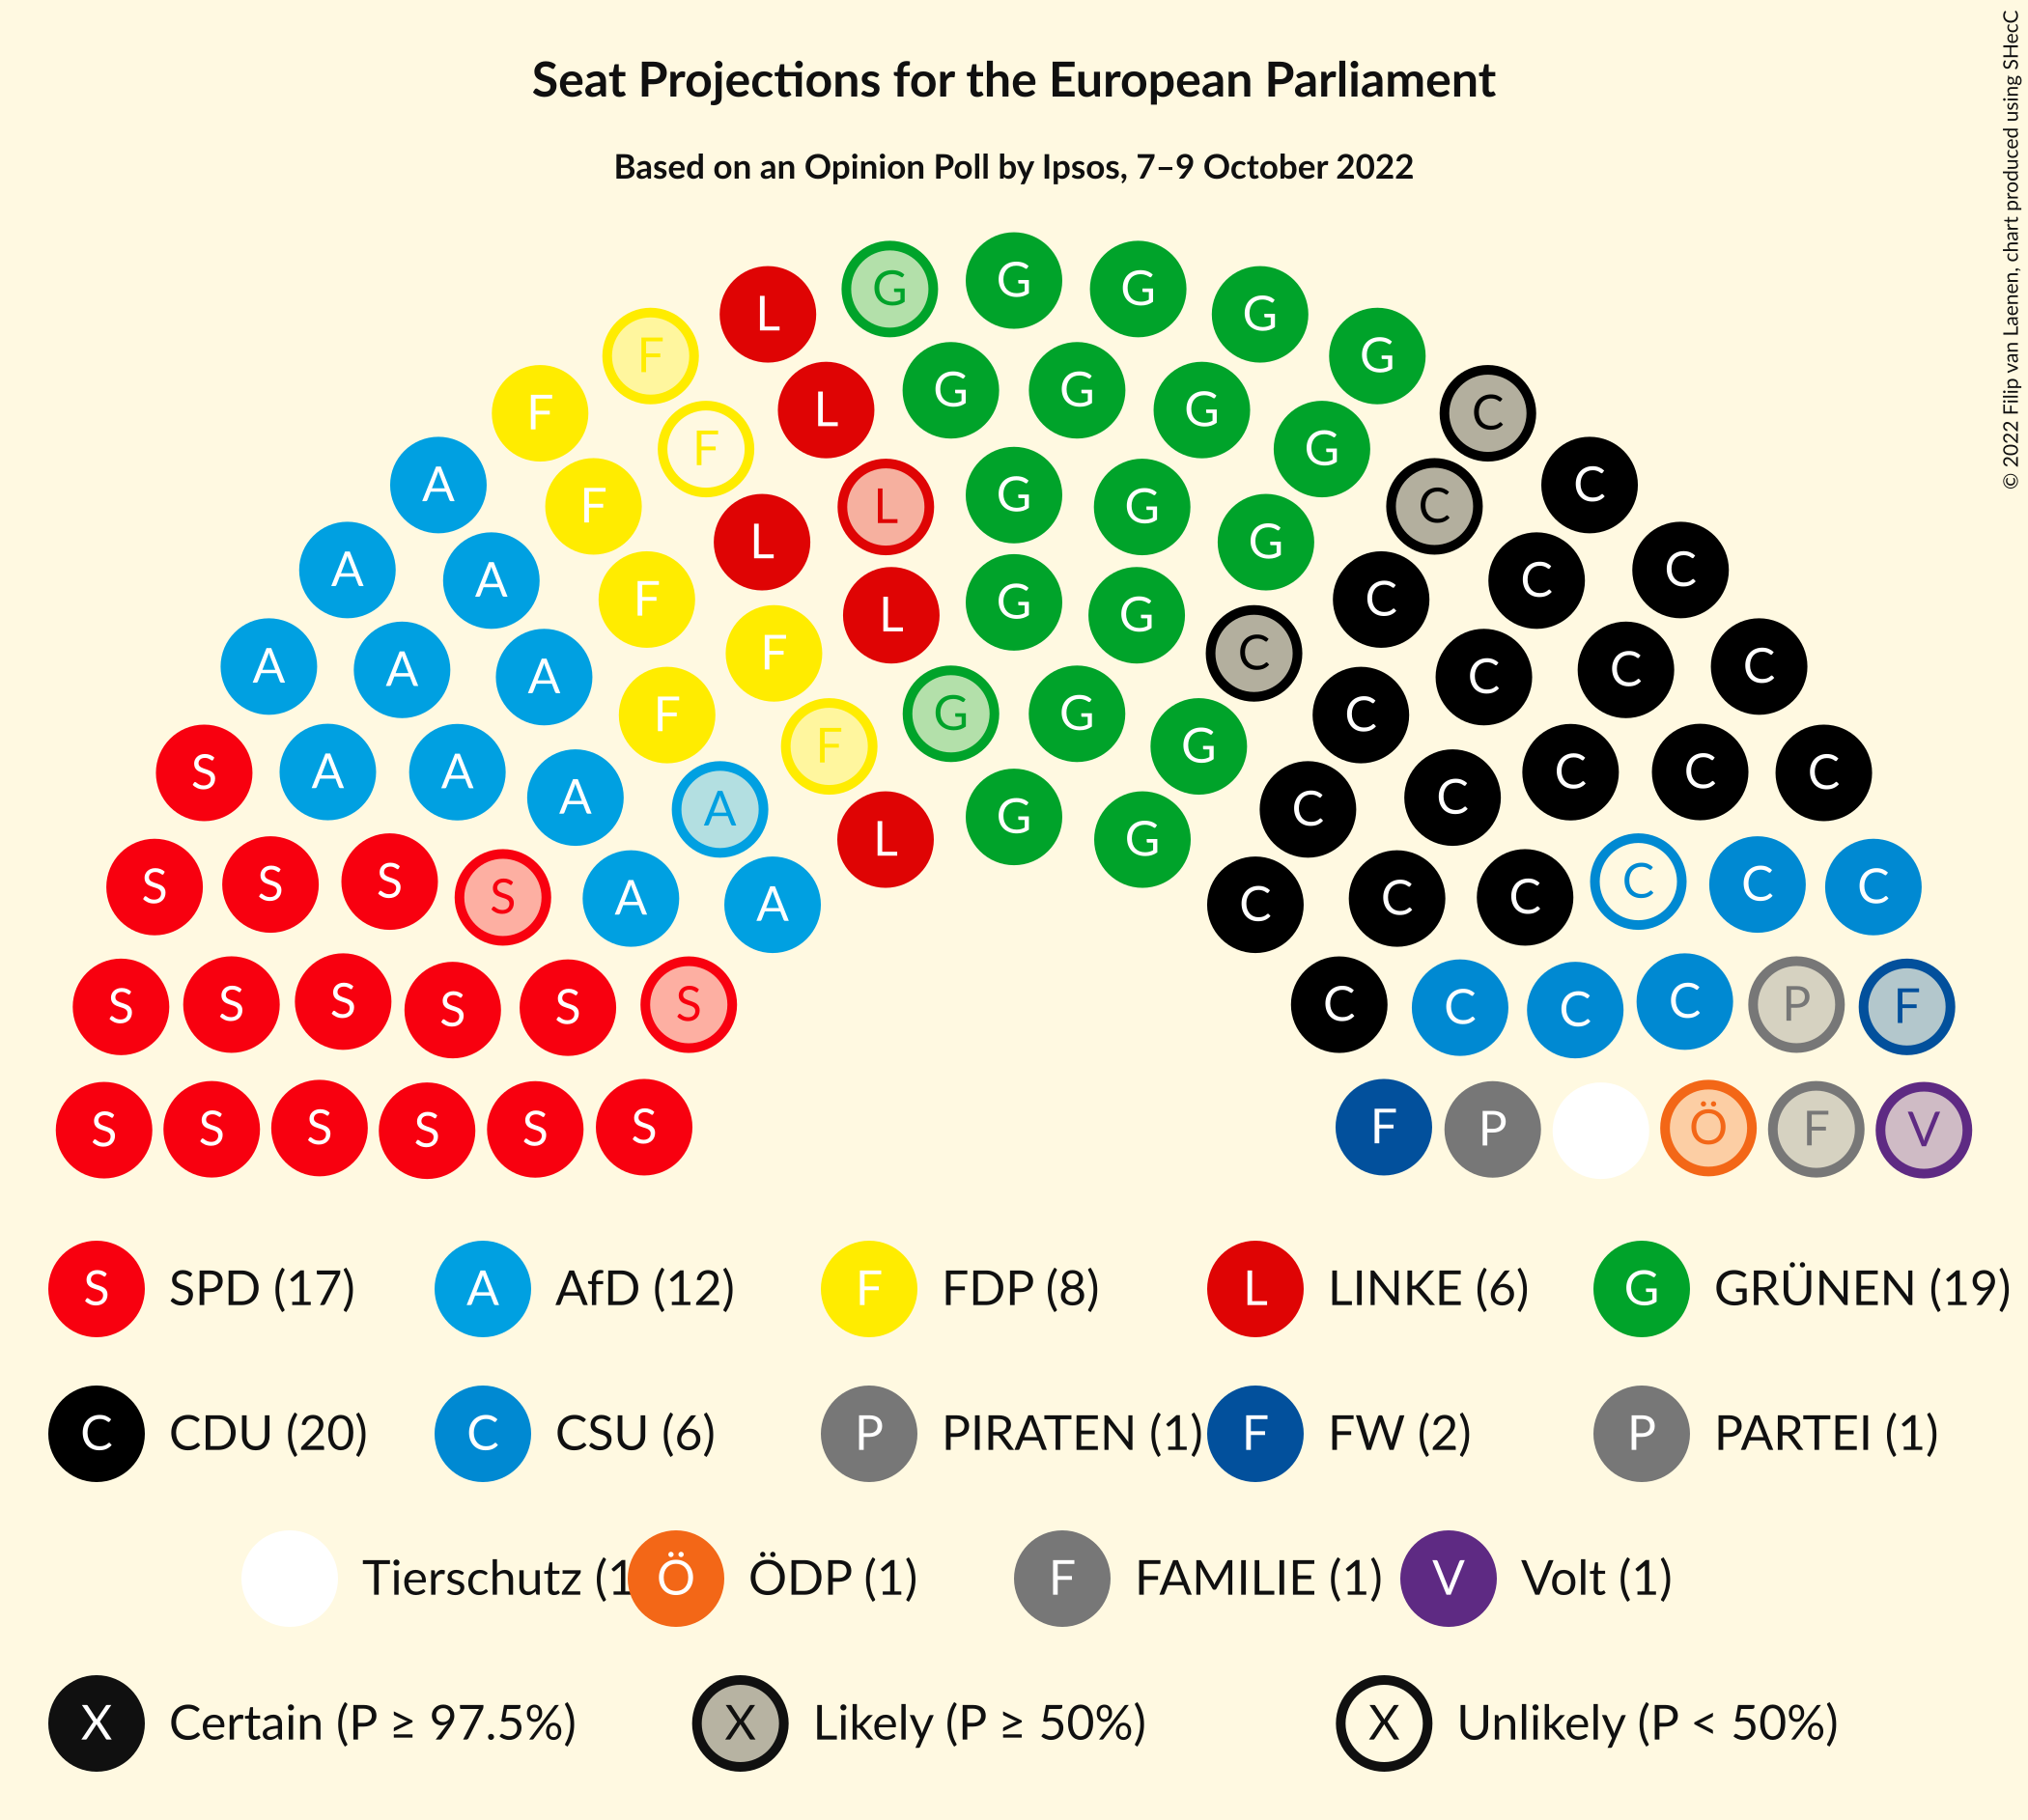 Seat Projections for the European Parliament
Based on an Opinion Poll by Ipsos, 7–9 October 2022
© 2022 Filip van Laenen, chart produced using SHecC
G G G G G
L L
F F
F C
G G G G
L G
F C
A C
F C
L G G G
L C
A C
A C
F C
L G G
F C
A C
A C
A C
F C
G G G
F C
S A A A A L G G C C C C C
S S S S A A C C C C C C
S S S S S S C C C C P F
S S S S S S F P Ö F V
S SPD (17) A AfD (12) F FDP (8) L LINKE (6) G GRÜNEN (19)
C CDU (20) C CSU (6) P PIRATEN (1) F FW (2) P PARTEI (1)
Tierschutz (1 Ö ÖDP (1) F FAMILIE (1) V Volt (1)
X Certain (P ≥ 97.5%) X Likely (P ≥ 50%) X Unlikely (P < 50%)